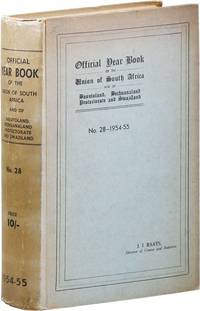 OFFICIAL
YEAR BOOK
OF THE
UNION OF SOUTH
AFRICA
AND OF
BASUTOLAND,
BECHUANALAND
PROTECTORATE
AND SWAZILAND
No. 28
PRICE
10/-
1954-55
Official Year Book
OF THE
Union of South Africa
AND OF
Basutoland, Bechuanaland
Protectorate and Swaziland
No. 28—1954-55
J. I. RAATS,
Director of Census and Statistics